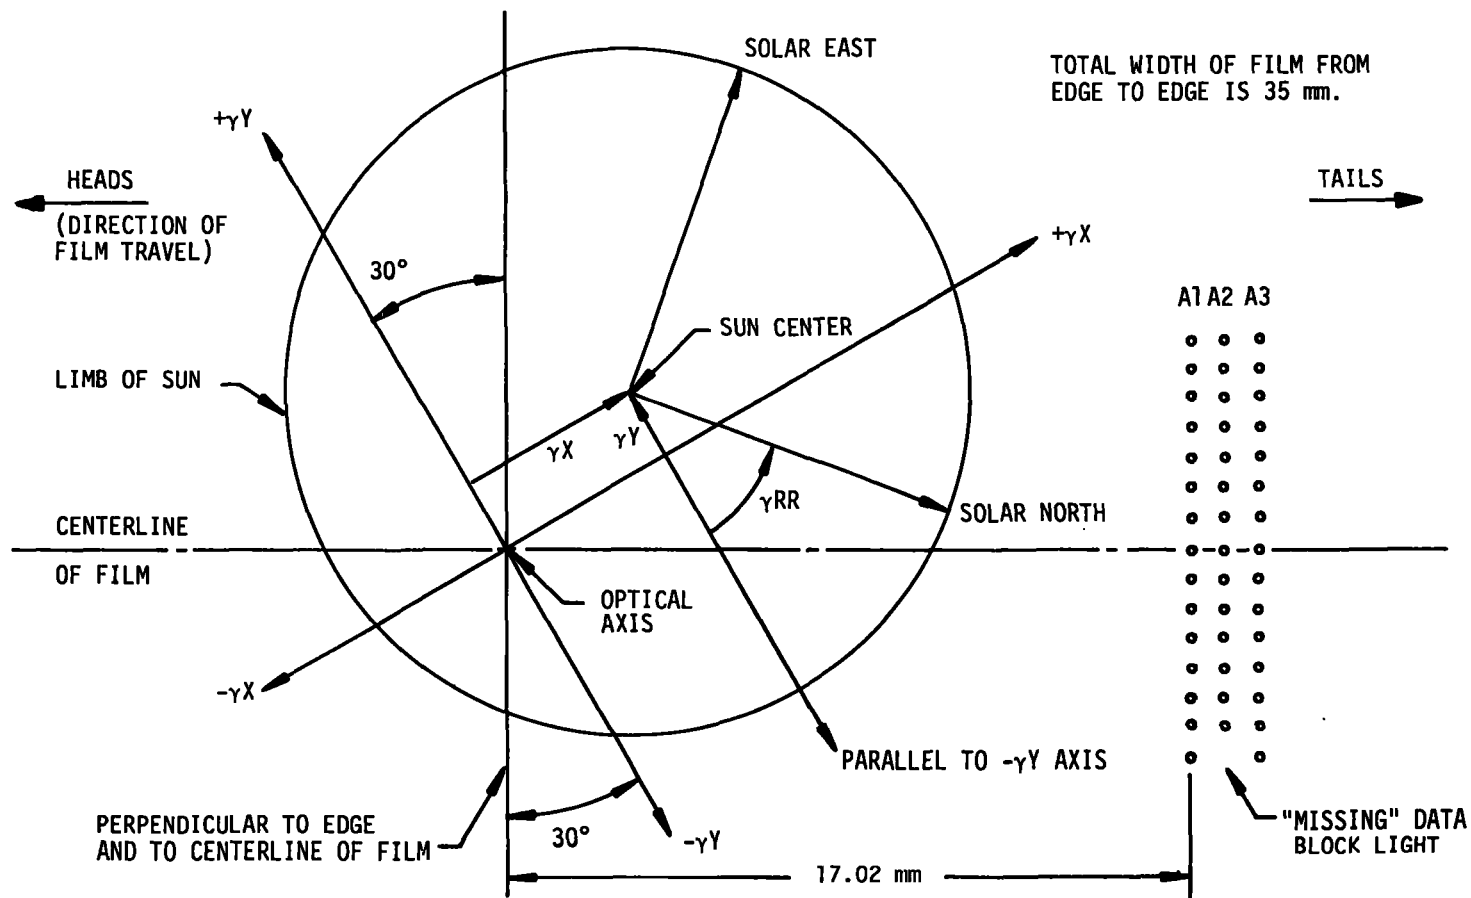 SOLAR EAST
TOTAL WIDTH OF FILM FROM
EDGE TO EDGE IS 35 mm.
+γY
HEADS
(DIRECTION OF
FILM TRAVEL)
TAILS
30°
+γX
A1 A2 A3
SUN CENTER
LIMB OF SUN
γX
γY
γRR
SOLAR NORTH
CENTERLINE
OF FILM
OPTICAL
AXIS
-γX
PARALLEL TO -γY AXIS
PERPENDICULAR TO EDGE
AND TO CENTERLINE OF FILM
30°
-γY
"MISSING" DATA
BLOCK LIGHT
17.02 mm